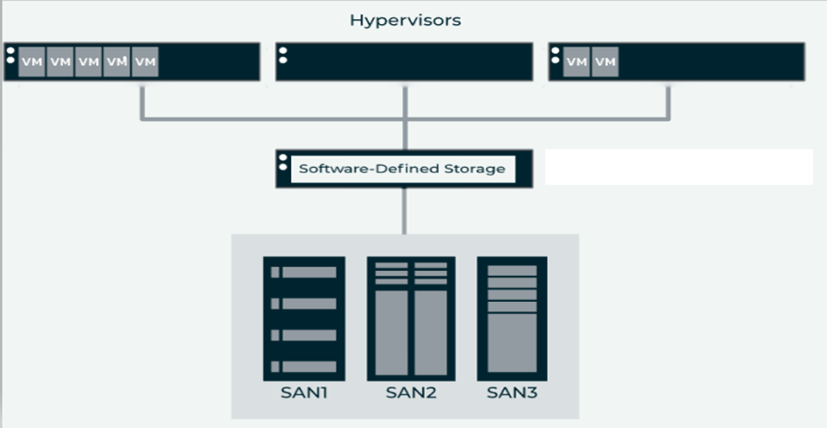 Hypervisors
VM VM VM VM VM
VM VM
Software-Defined Storage
SAN1 SAN2 SAN3